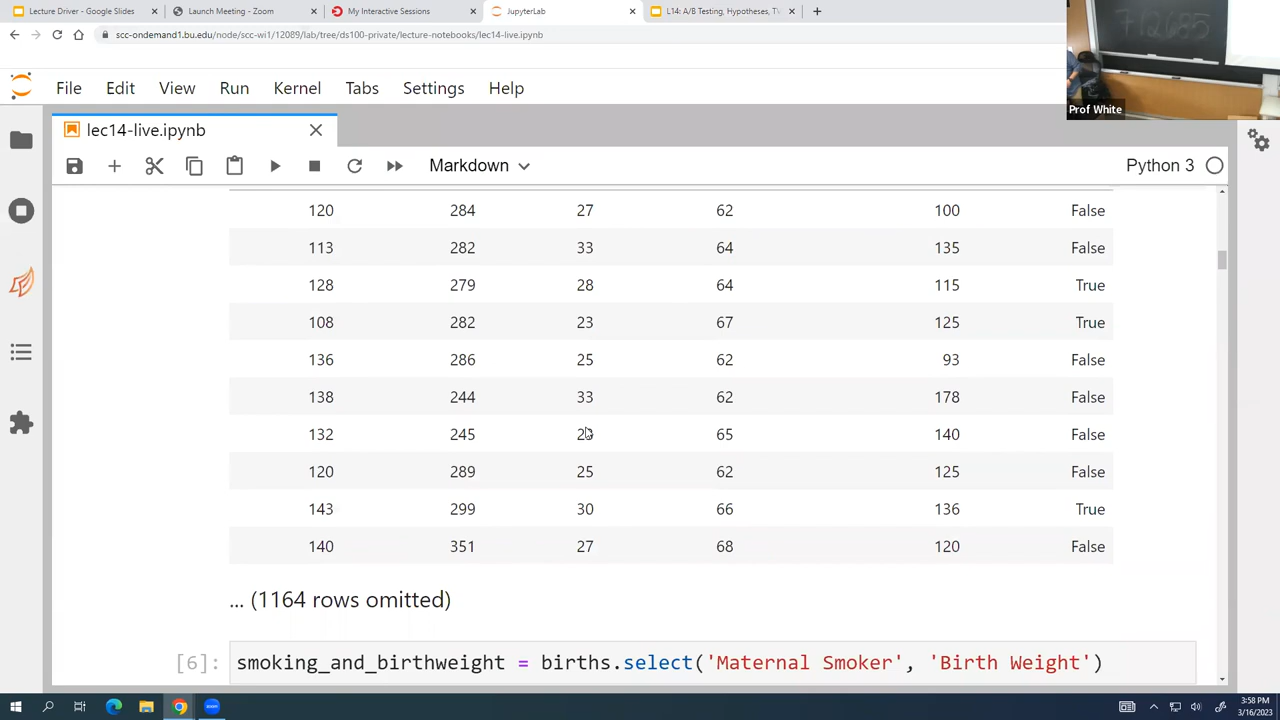 Lecture Driver - Google Slides
Launch Meeting - Zoom
My Interactive Sessions
JupyterLab
L14: A/B Testing, Hypotheses, TV
scc-ondemand1.bu.edu/node/scc-wi1/12089/lab/tree/ds100-private/lecture-notebooks/lec14-live.ipynb
712685
Prof White
File Edit View Run Kernel Tabs Settings Help
lec14-live.ipynb
Markdown
Python 3
120 284 27 62 100 False
113 282 33 64 135 False
128 279 28 64 115 True
108 282 23 67 125 True
136 286 25 62 93 False
138 244 33 62 178 False
132 245 65 140 False
120 289 25 62 125 False
143 299 30 66 136 True
140 351 27 68 120 False
... (1164 rows omitted)
[6]: smoking_and_birthweight = births.select('Maternal Smoker', 'Birth Weight')
3:58 PM
3/16/2023